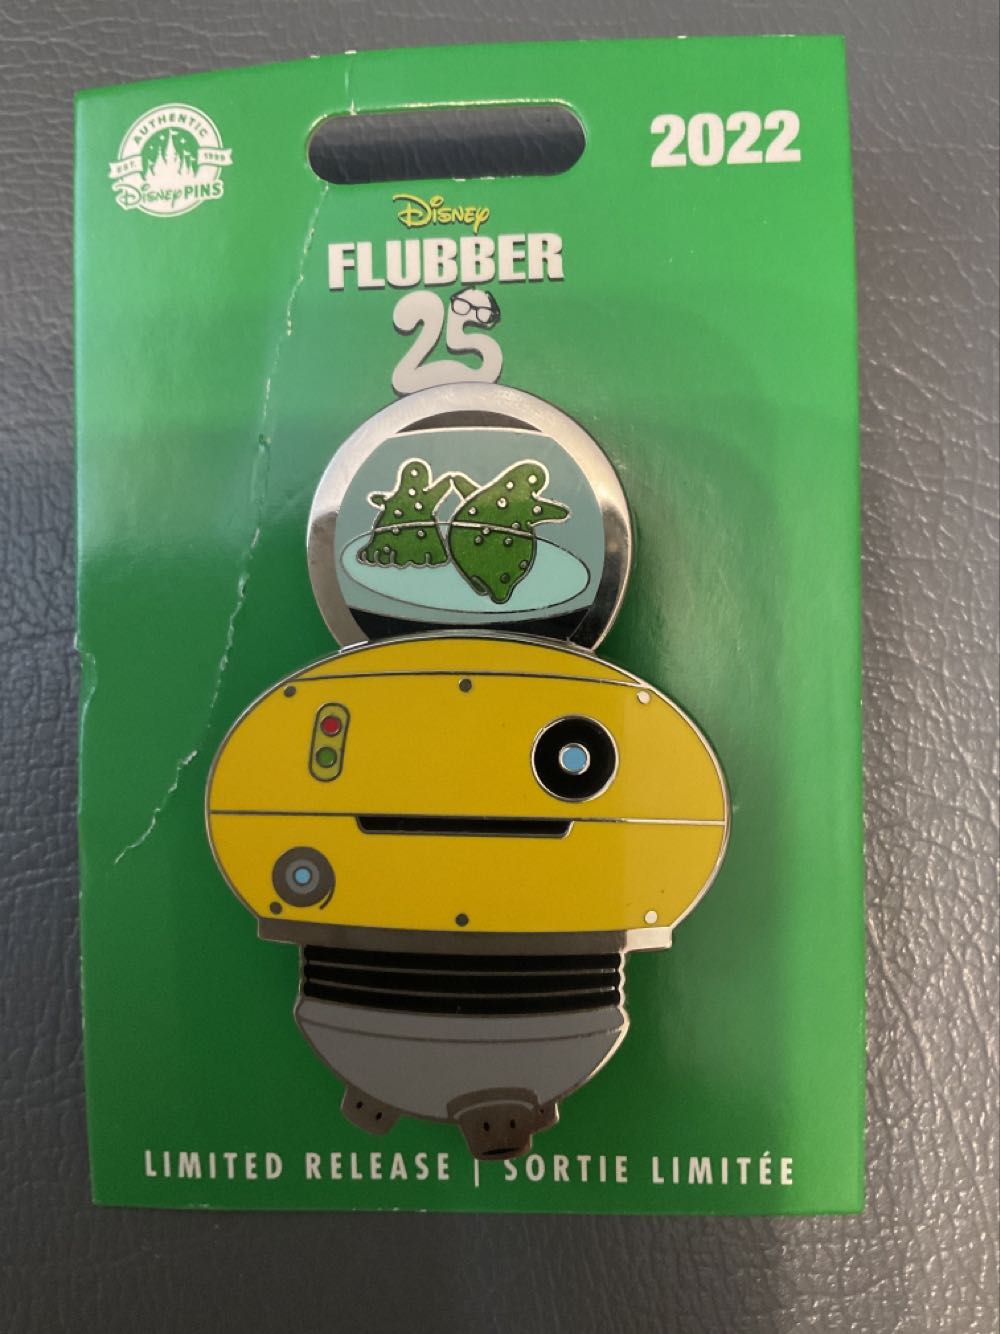 AUTHENTIC
EST. 1999
Disney PINS
2022
Disney
FLUBBER
25
LIMITED RELEASE | SORTIE LIMITÉE